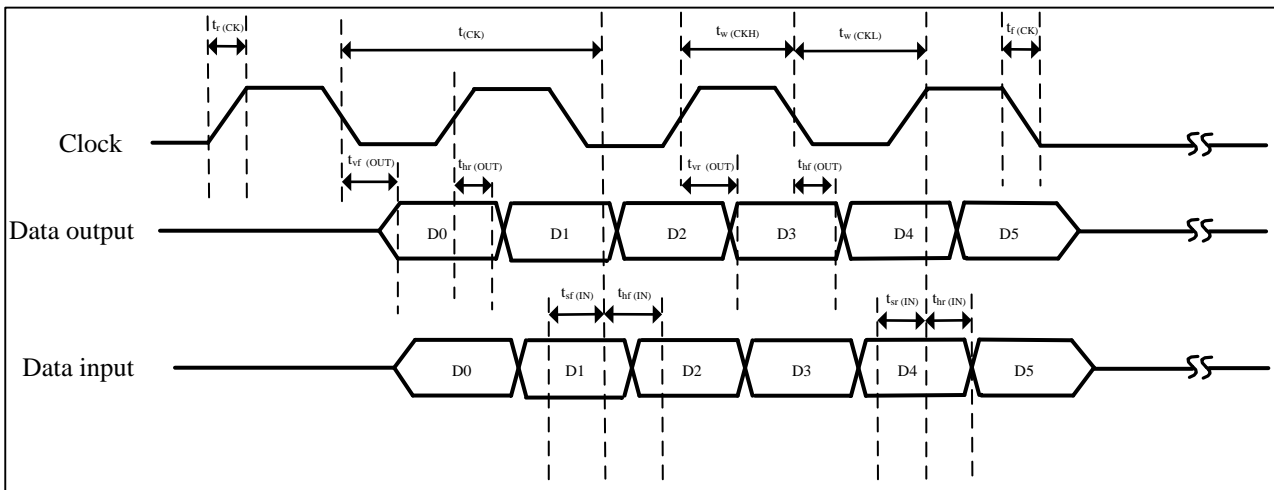 tr (CK)
t(CK)
tw (CKH)
tw (CKL)
tf (CK)
Clock
tvf (OUT)
thr (OUT)
tvr (OUT)
thf (OUT)
Data output
D0
D1
D2
D3
D4
D5
tsf (IN)
thf (IN)
tsr (IN)
thr (IN)
Data input
D0
D1
D2
D3
D4
D5